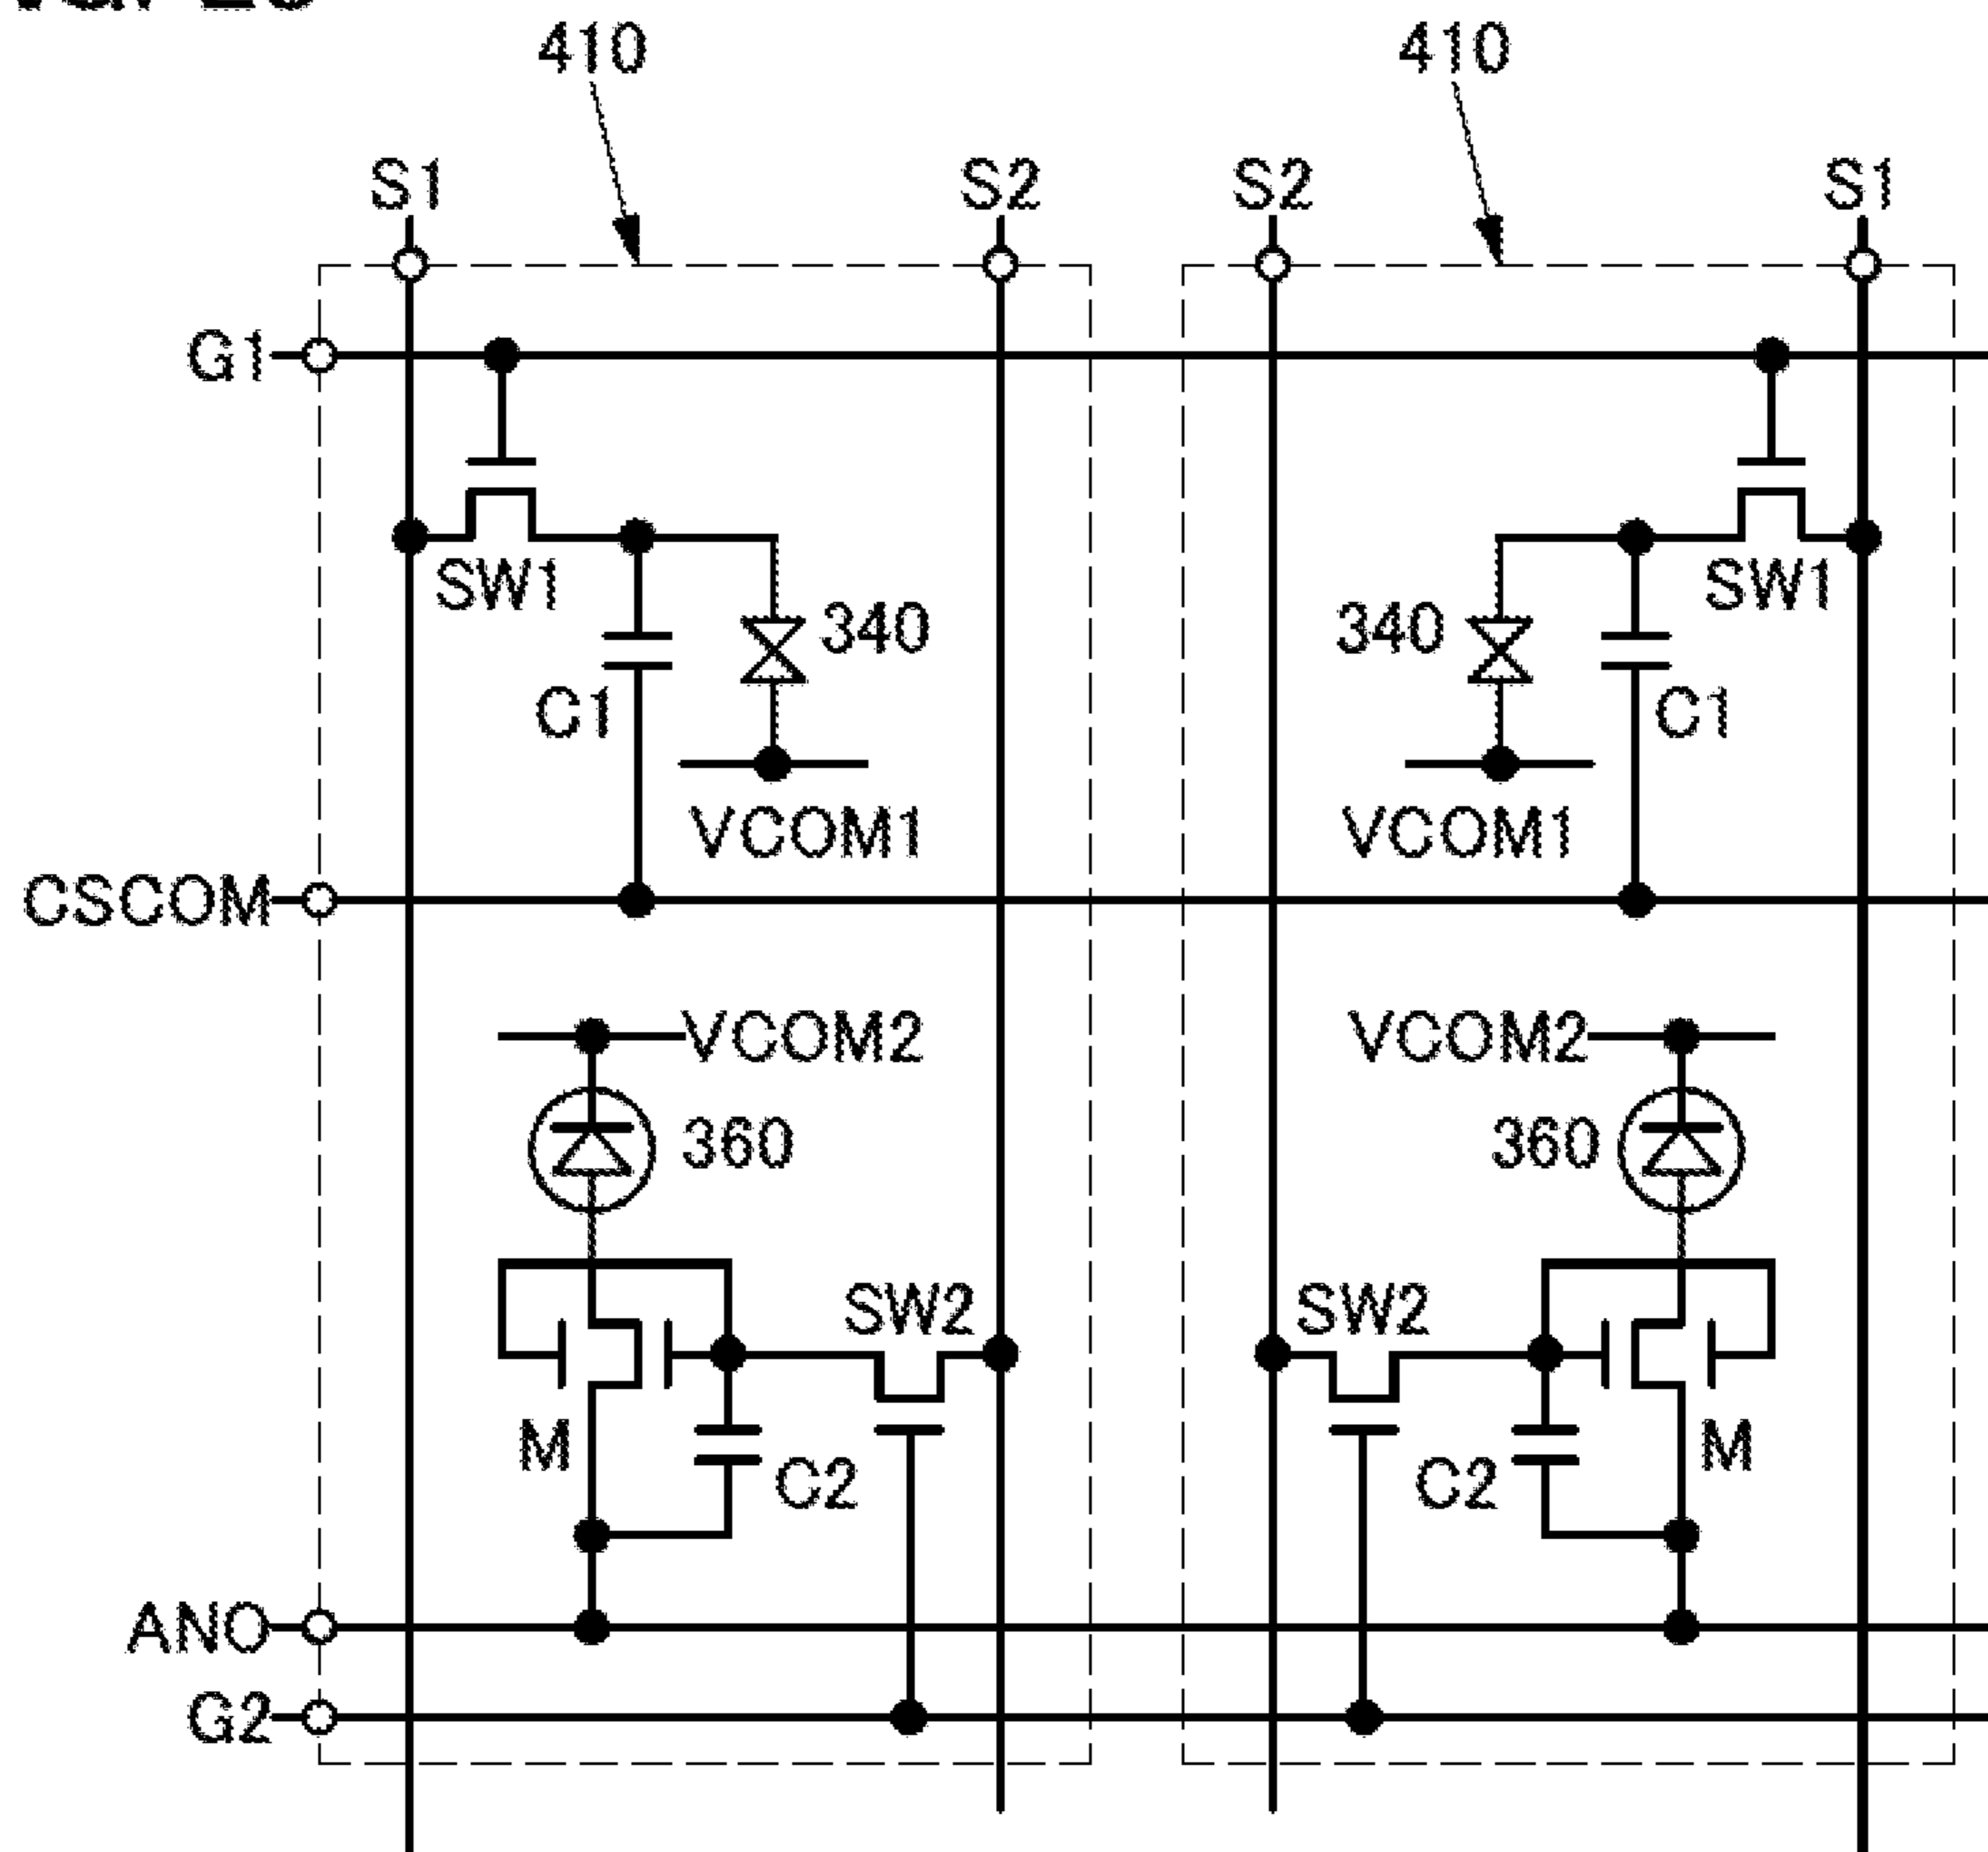 410 410
S1 S2 S2 S1
G1
SW1 SW1
340 340
C1 C1
VCOM1 VCOM1
CSCOM
VCOM2 VCOM2
360 360
SW2 SW2
M M
C2 C2
ANO
G2